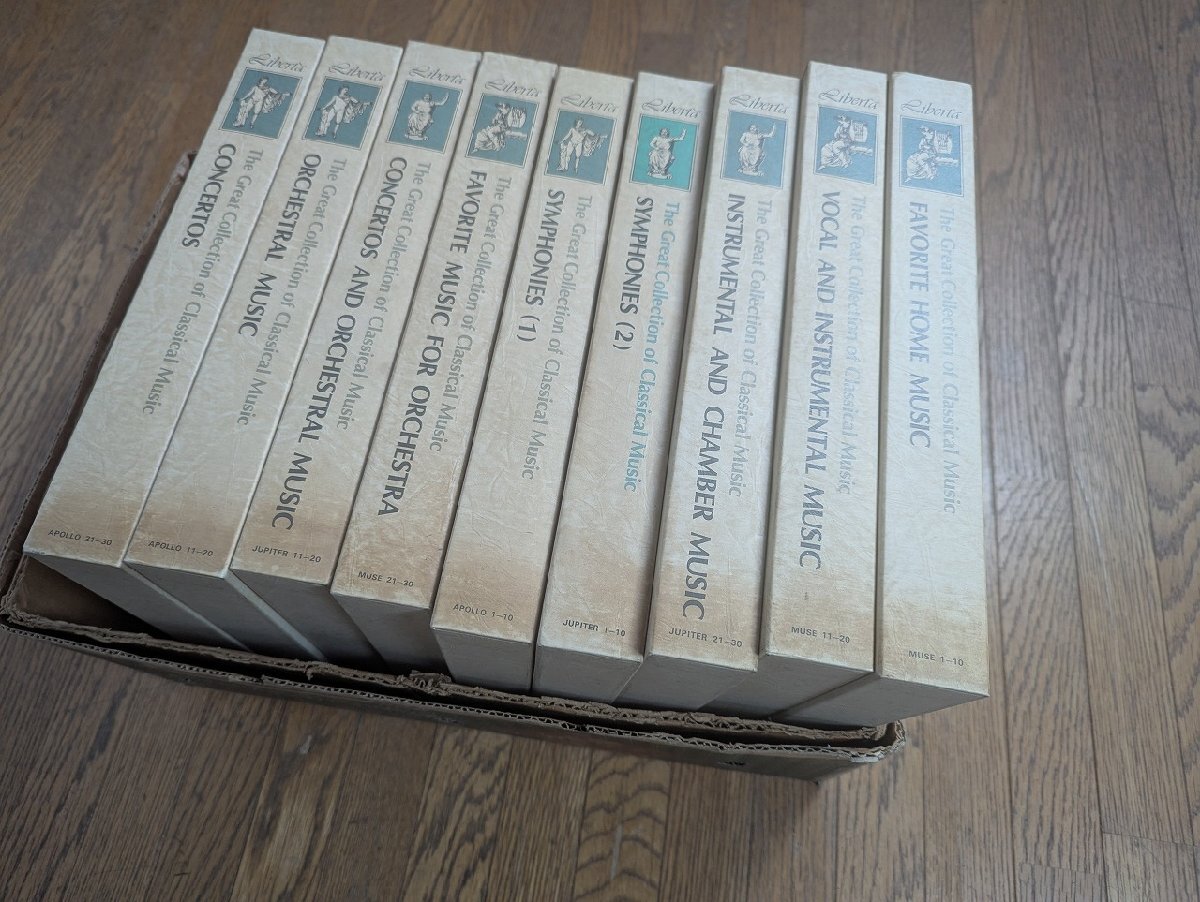 Liberta
The Great Collection of Classical Music
CONCERTOS
APOLLO 21-30
Liberta
The Great Collection of Classical Music
ORCHESTRAL MUSIC
APOLLO 11-20
Liberta
The Great Collection of Classical Music
CONCERTOS AND ORCHESTRAL MUSIC
JUPITER 11-20
Liberta
The Great Collection of Classical Music
FAVORITE MUSIC FOR ORCHESTRA
MUSE 21-30
Liberta
The Great Collection of Classical Music
SYMPHONIES (1)
APOLLO 1-10
Liberta
The Great Collection of Classical Music
SYMPHONIES (2)
JUPITER 1-10
Liberta
The Great Collection of Classical Music
INSTRUMENTAL AND CHAMBER MUSIC
JUPITER 21-30
Liberta
The Great Collection of Classical Music
VOCAL AND INSTRUMENTAL MUSIC
MUSE 11-20
Liberta
The Great Collection of Classical Music
FAVORITE HOME MUSIC
MUSE 1-10